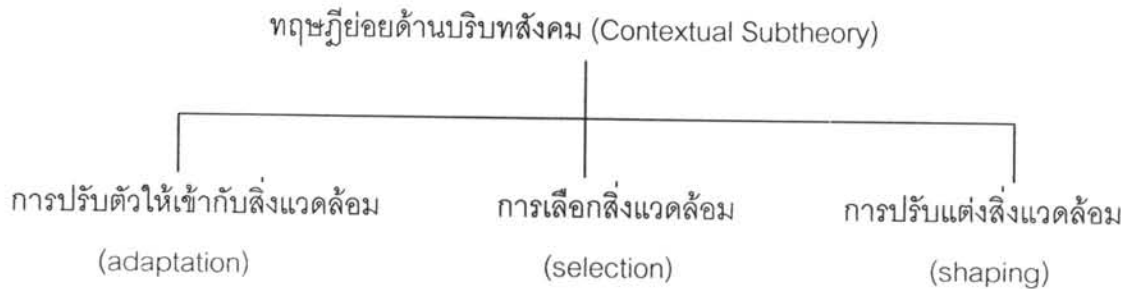 ทฤษฎีย่อยด้านบริบทสังคม (Contextual Subtheory)
การปรับตัวให้เข้ากับสิ่งแวดล้อม
(adaptation)
การเลือกสิ่งแวดล้อม
(selection)
การปรับแต่งสิ่งแวดล้อม
(shaping)